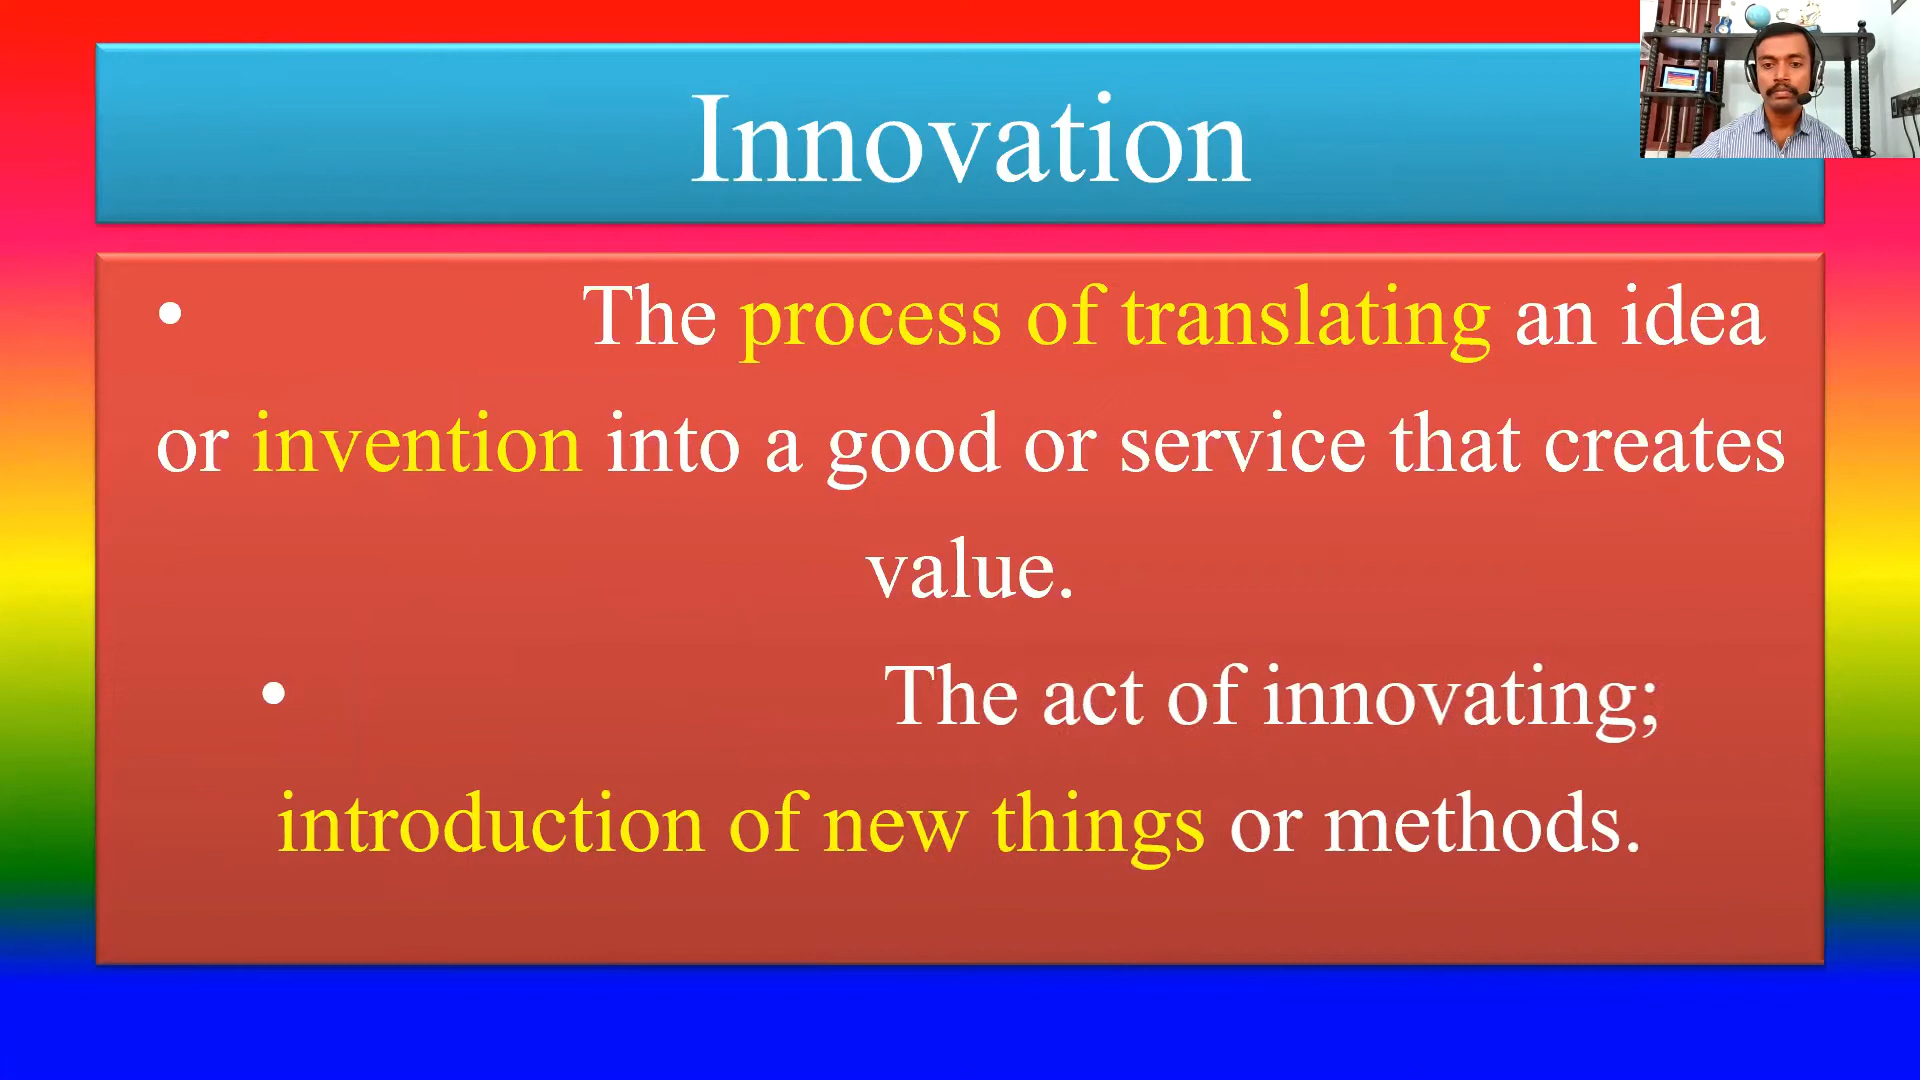 Innovation
• The process of translating an idea
or invention into a good or service that creates
value.
• The act of innovating;
introduction of new things or methods.